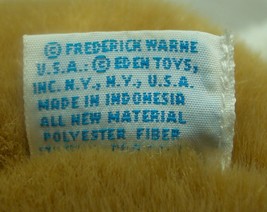 © FREDERICK WARNE
U.S.A.: © EDEN TOYS,
INC. N.Y., N.Y., U.S.A.
MADE IN INDONESIA
ALL NEW MATERIAL
POLYESTER FIBER